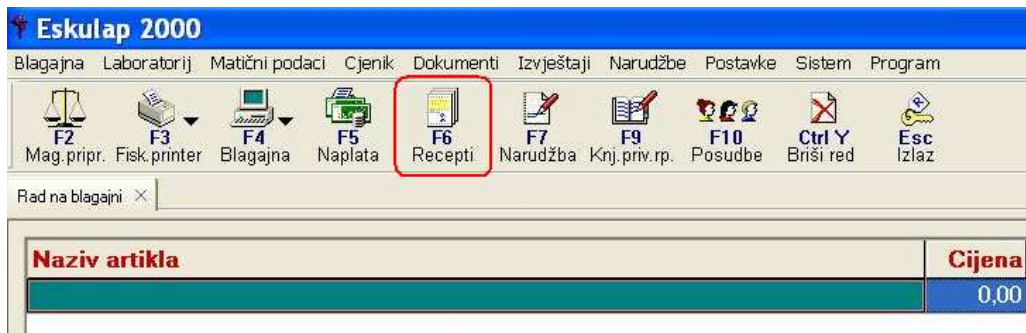 Eskulap 2000
Blagajna Laboratorij Matični podaci Cjenik Dokumenti Izvještaji Narudžbe Postavke Sistem Program
F2 F3 F4 F5 F6 F7 F9 F10 Ctrl Y Esc
Mag.pripr. Fisk.printer Blagajna Naplata Recepti Narudžba Knj.priv.rp. Posudbe Briši red Izlaz
Rad na blagajni
Naziv artikla Cijena
0,00